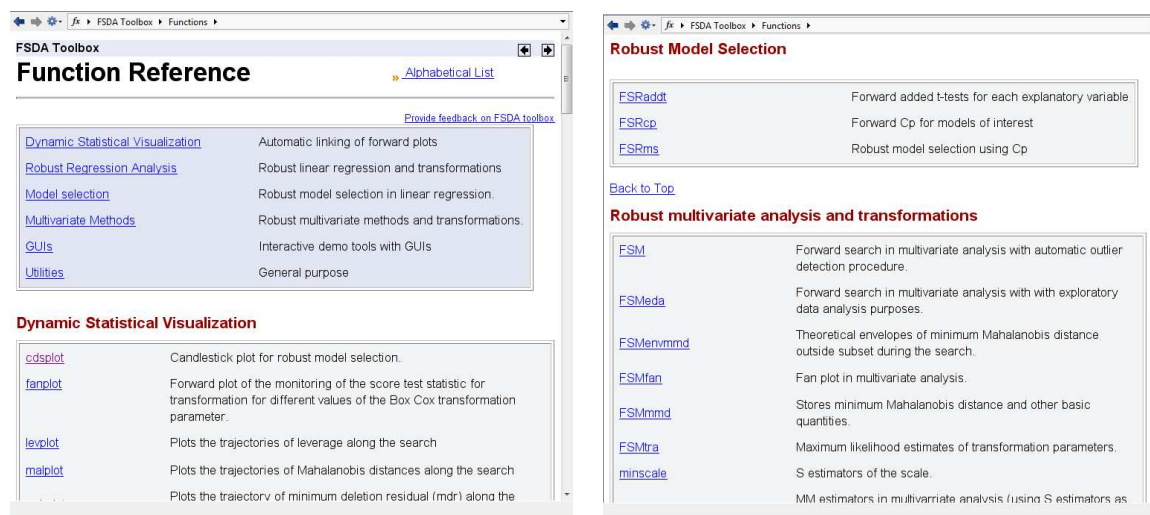 fx ▸ FSDA Toolbox ▸ Functions ▸
FSDA Toolbox
Function Reference
» Alphabetical List
Provide feedback on FSDA toolbox
Dynamic Statistical Visualization Automatic linking of forward plots
Robust Regression Analysis Robust linear regression and transformations
Model selection Robust model selection in linear regression.
Multivariate Methods Robust multivariate methods and transformations.
GUIs Interactive demo tools with GUIs
Utilities General purpose
Dynamic Statistical Visualization
cdsplot Candlestick plot for robust model selection.
fanplot Forward plot of the monitoring of the score test statistic for
transformation for different values of the Box Cox transformation
parameter.
levplot Plots the trajectories of leverage along the search
malplot Plots the trajectories of Mahalanobis distances along the search
Plots the trajectory of minimum deletion residual (mdr) along the
fx ▸ FSDA Toolbox ▸ Functions ▸
Robust Model Selection
FSRaddt Forward added t-tests for each explanatory variable
FSRcp Forward Cp for models of interest
FSRms Robust model selection using Cp
Back to Top
Robust multivariate analysis and transformations
FSM Forward search in multivariate analysis with automatic outlier
detection procedure.
FSMeda Forward search in multivariate analysis with with exploratory
data analysis purposes.
FSMenvmmd Theoretical envelopes of minimum Mahalanobis distance
outside subset during the search.
FSMfan Fan plot in multivariate analysis.
FSMmmd Stores minimum Mahalanobis distance and other basic
quantities.
FSMtra Maximum likelihood estimates of transformation parameters.
minscale S estimators of the scale.
MM estimators in multivarriate analysis (using S estimators as